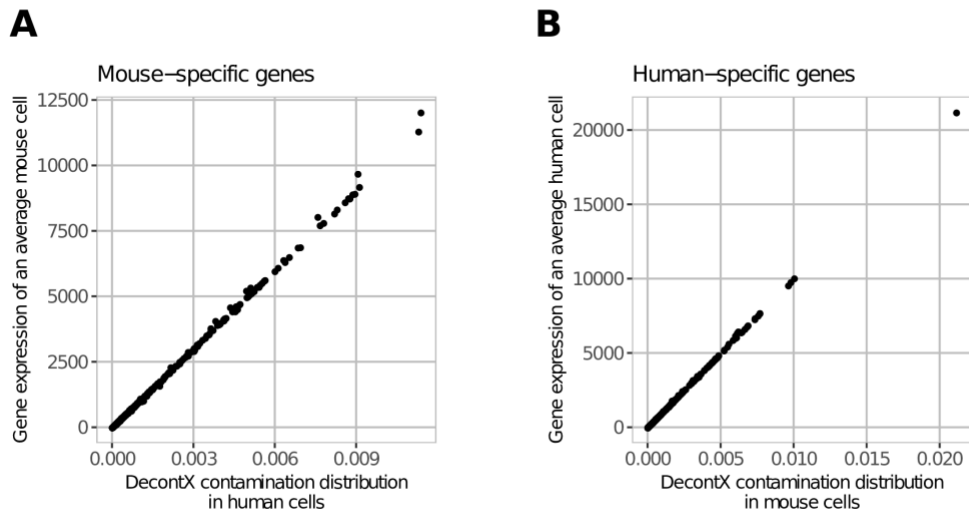 A
Mouse−specific genes
Gene expression of an average mouse cell
12500
10000
7500
5000
2500
0
0.000 0.003 0.006 0.009
DecontX contamination distribution
in human cells
B
Human−specific genes
Gene expression of an average human cell
20000
15000
10000
5000
0
0.000 0.005 0.010 0.015 0.020
DecontX contamination distribution
in mouse cells